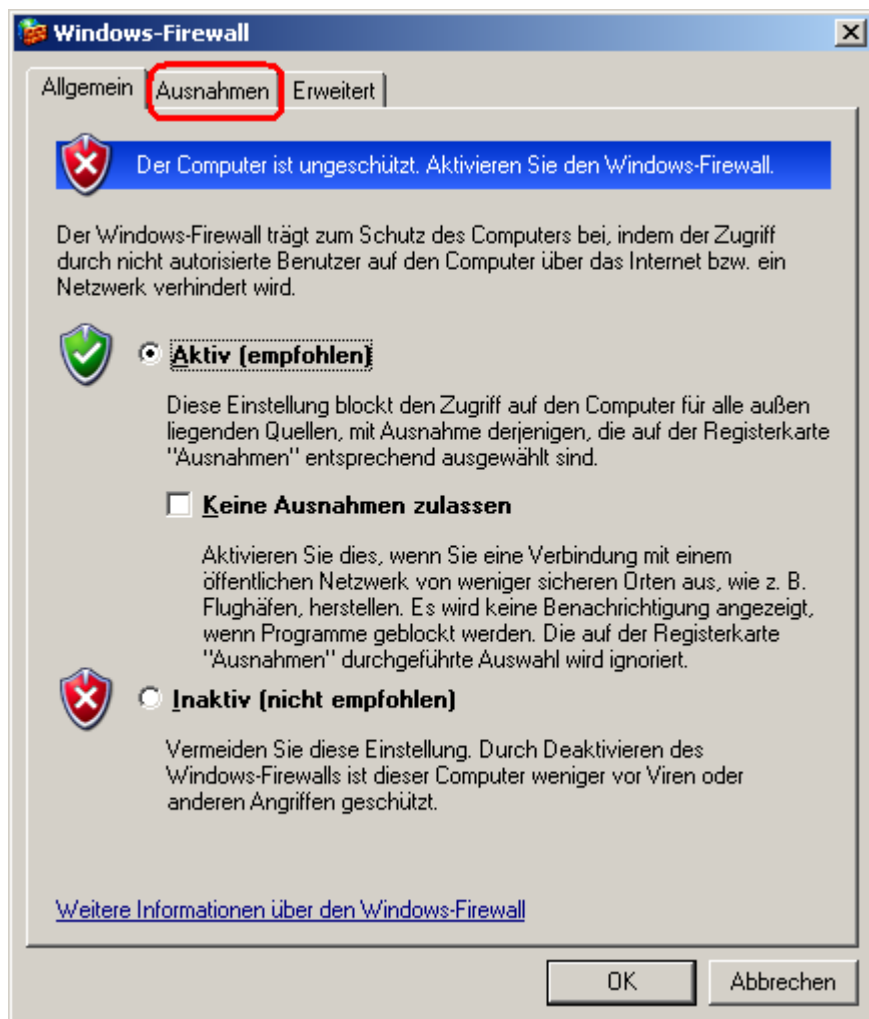 Windows-Firewall
Allgemein Ausnahmen Erweitert
Der Computer ist ungeschützt. Aktivieren Sie den Windows-Firewall.
Der Windows-Firewall trägt zum Schutz des Computers bei, indem der Zugriff
durch nicht autorisierte Benutzer auf den Computer über das Internet bzw. ein
Netzwerk verhindert wird.
Aktiv (empfohlen)
Diese Einstellung blockt den Zugriff auf den Computer für alle außen
liegenden Quellen, mit Ausnahme derjenigen, die auf der Registerkarte
"Ausnahmen" entsprechend ausgewählt sind.
Keine Ausnahmen zulassen
Aktivieren Sie dies, wenn Sie eine Verbindung mit einem
öffentlichen Netzwerk von weniger sicheren Orten aus, wie z. B.
Flughäfen, herstellen. Es wird keine Benachrichtigung angezeigt,
wenn Programme geblockt werden. Die auf der Registerkarte
"Ausnahmen" durchgeführte Auswahl wird ignoriert.
Inaktiv (nicht empfohlen)
Vermeiden Sie diese Einstellung. Durch Deaktivieren des
Windows-Firewalls ist dieser Computer weniger vor Viren oder
anderen Angriffen geschützt.
Weitere Informationen über den Windows-Firewall
OK Abbrechen